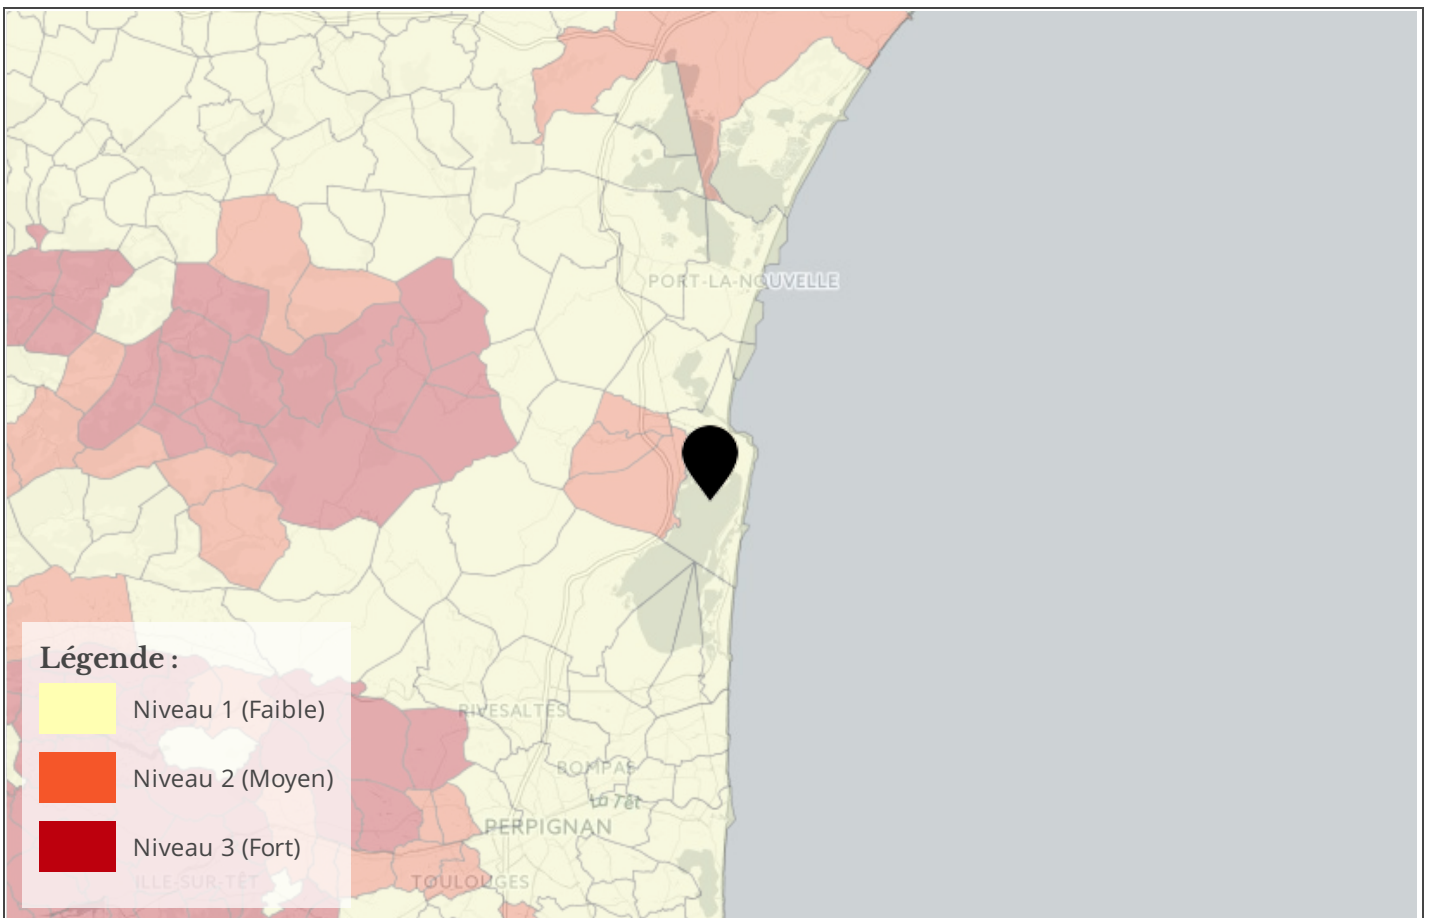 PORT-LA-NOUVELLE
Légende :
Niveau 1 (Faible)
RIVESALTES
BOMPAS
Niveau 2 (Moyen)
La Têt
PERPIGNAN
Niveau 3 (Fort)
ILLE-SUR-TÊT
TOULOUGES